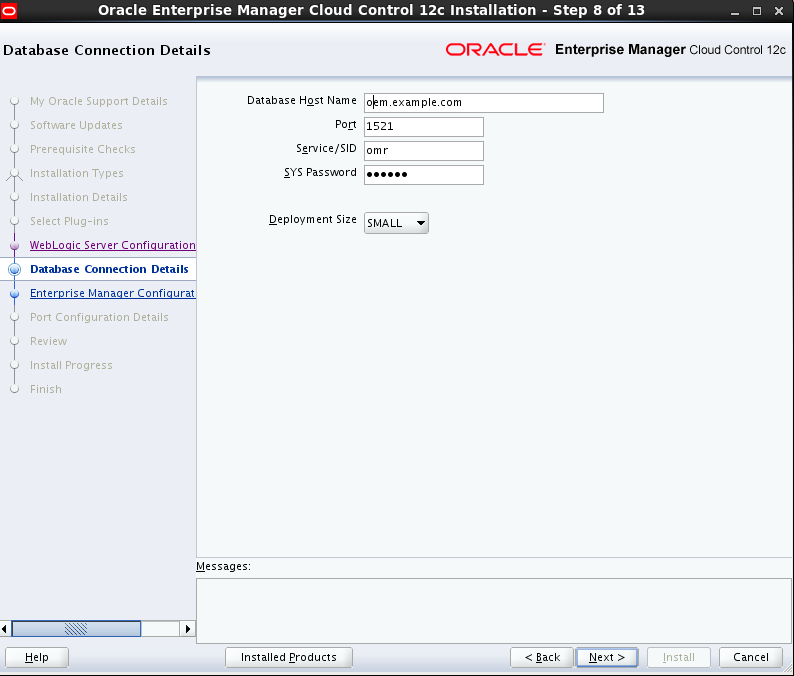 Oracle Enterprise Manager Cloud Control 12c Installation - Step 8 of 13
Database Connection Details
ORACLE Enterprise Manager Cloud Control 12c
My Oracle Support Details
Software Updates
Prerequisite Checks
Installation Types
Installation Details
Select Plug-ins
WebLogic Server Configuration
Database Connection Details
Enterprise Manager Configurat
Port Configuration Details
Review
Install Progress
Finish
Database Host Name oem.example.com
Port 1521
Service/SID omr
SYS Password ●●●●●●
Deployment Size SMALL
Messages:
Help Installed Products < Back Next > Install Cancel